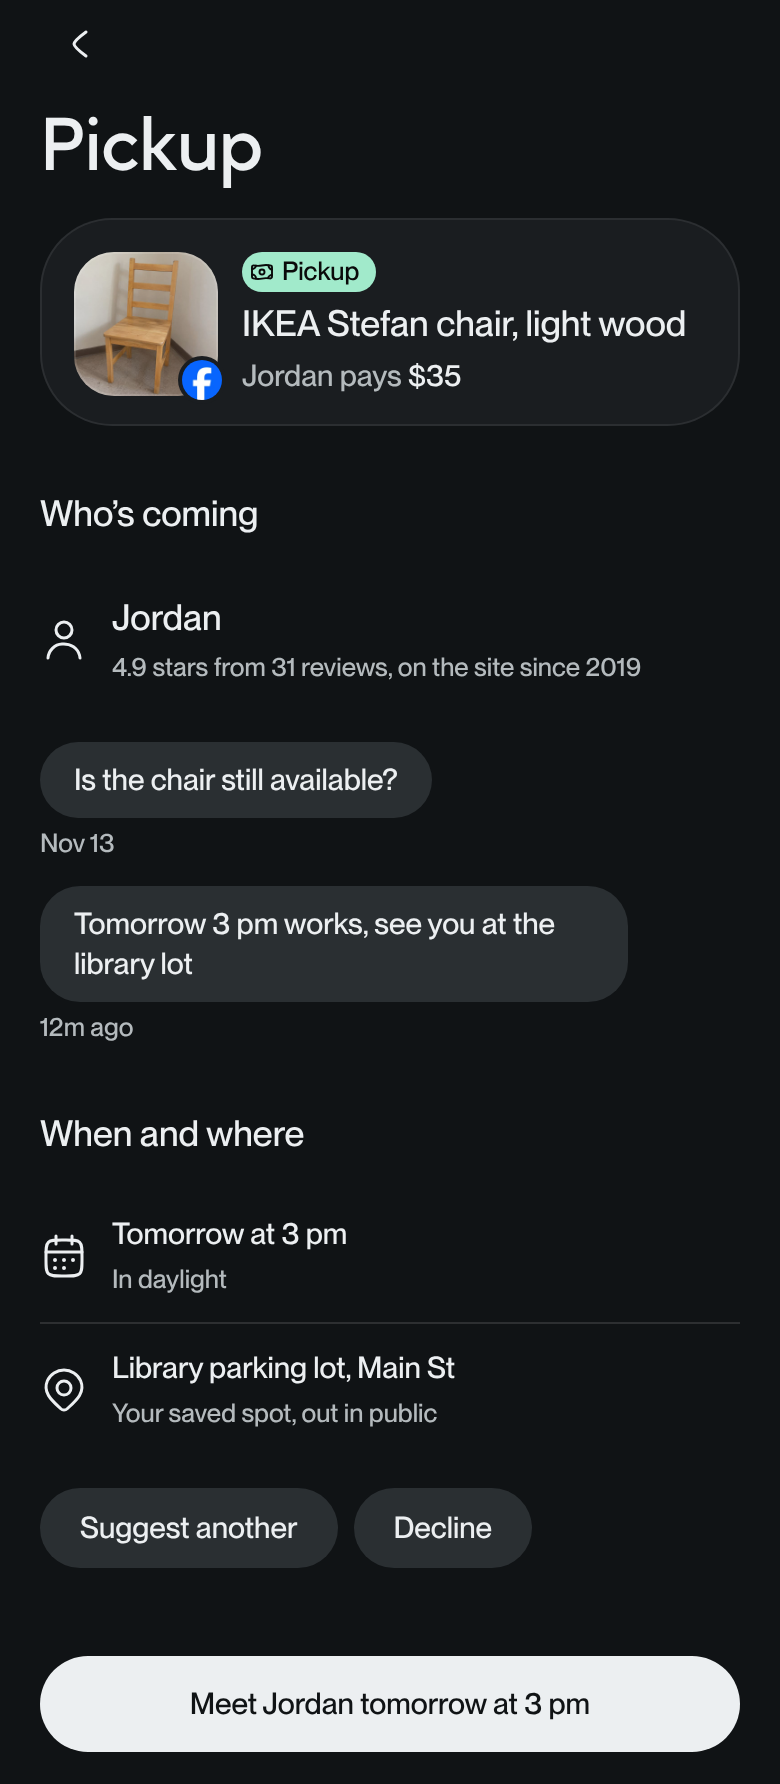 Pickup
Pickup
IKEA Stefan chair, light wood
Jordan pays $35
Who’s coming
Jordan
4.9 stars from 31 reviews, on the site since 2019
Is the chair still available?
Nov 13
Tomorrow 3 pm works, see you at the
library lot
12m ago
When and where
Tomorrow at 3 pm
In daylight
Library parking lot, Main St
Your saved spot, out in public
Suggest another
Decline
Meet Jordan tomorrow at 3 pm